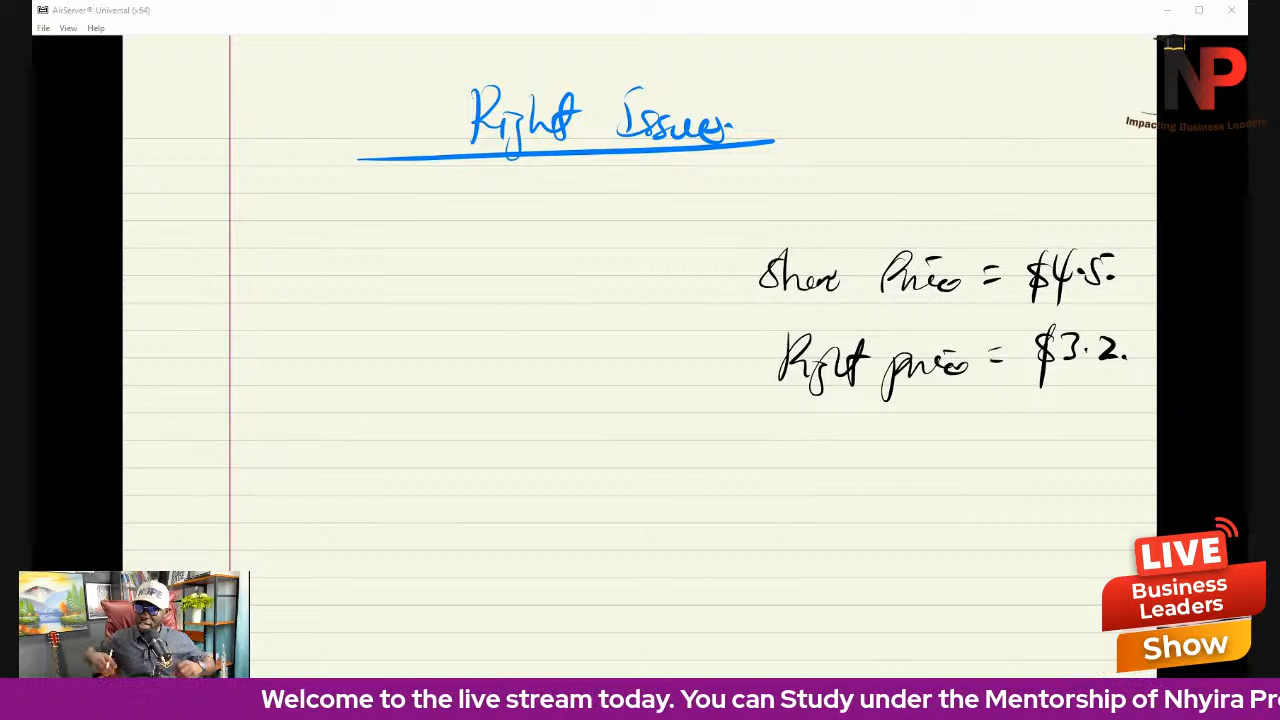 AirServer® Universal (x64)
File View Help
NP
Impacting Business Leaders
Right Issues
Share Price = $4.5.
Right price = $3.2.
NOPE
LIVE
Business
Leaders
Show
Welcome to the live stream today. You can Study under the Mentorship of Nhyira Pr